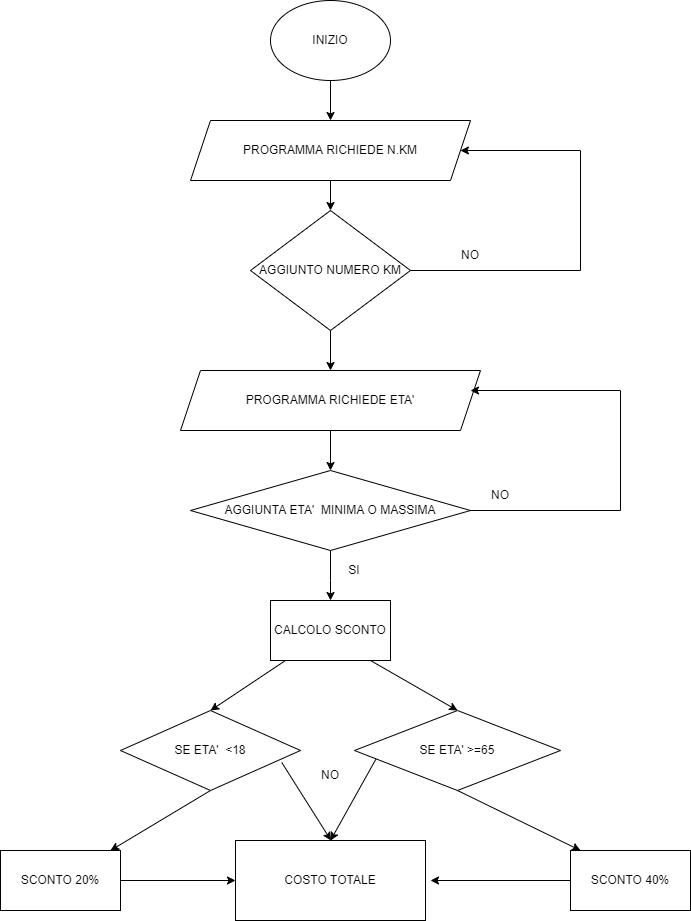 INIZIO
PROGRAMMA RICHIEDE N.KM
NO
AGGIUNTO NUMERO KM
PROGRAMMA RICHIEDE ETA'
NO
AGGIUNTA ETA' MINIMA O MASSIMA
SI
CALCOLO SCONTO
SE ETA' <18
SE ETA' >=65
NO
SCONTO 20%
COSTO TOTALE
SCONTO 40%